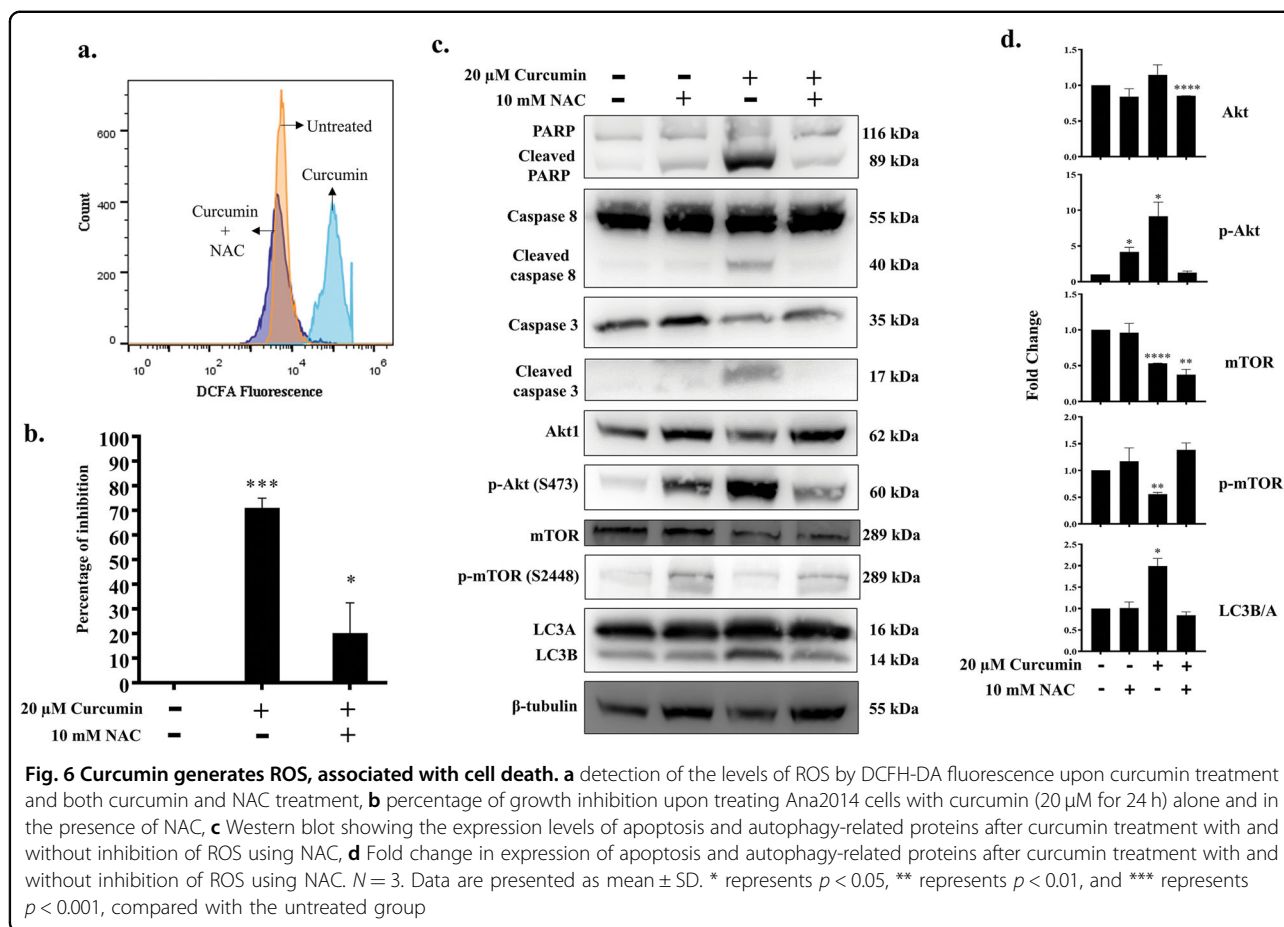 a.
600
400
200
0
Count
Untreated
Curcumin
Curcumin
+
NAC
10^0 10^2 10^4 10^6
DCFA Fluorescence
b.
100
90
80
70
60
50
40
30
20
10
0
Percentage of inhibition
***
*
20 µM Curcumin - + +
10 mM NAC - - +
c.
20 µM Curcumin - - + +
10 mM NAC - + - +
PARP 116 kDa
Cleaved 89 kDa
PARP
Caspase 8 55 kDa
Cleaved 40 kDa
caspase 8
Caspase 3 35 kDa
Cleaved 17 kDa
caspase 3
Akt1 62 kDa
p-Akt (S473) 60 kDa
mTOR 289 kDa
p-mTOR (S2448) 289 kDa
LC3A 16 kDa
LC3B 14 kDa
β-tubulin 55 kDa
d.
Fold Change
1.5
1.0
0.5
0.0
****
Akt
15
10
5
0
* *
p-Akt
1.5
1.0
0.5
0.0
**** **
mTOR
1.5
1.0
0.5
0.0
**
p-mTOR
2.5
2.0
1.5
1.0
0.5
0.0
*
LC3B/A
20 µM Curcumin - - + +
10 mM NAC - + - +
Fig. 6 Curcumin generates ROS, associated with cell death. a detection of the levels of ROS by DCFH-DA fluorescence upon curcumin treatment
and both curcumin and NAC treatment, b percentage of growth inhibition upon treating Ana2014 cells with curcumin (20 µM for 24 h) alone and in
the presence of NAC, c Western blot showing the expression levels of apoptosis and autophagy-related proteins after curcumin treatment with and
without inhibition of ROS using NAC, d Fold change in expression of apoptosis and autophagy-related proteins after curcumin treatment with and
without inhibition of ROS using NAC. N = 3. Data are presented as mean ± SD. * represents p < 0.05, ** represents p < 0.01, and *** represents
p < 0.001, compared with the untreated group